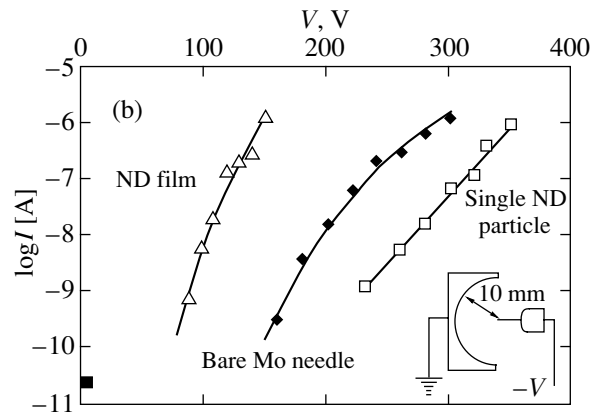 V, V
0 100 200 300 400
−5
(b)
−6
ND film
−7
Single ND
particle
log I [A]
−8
10 mm
−9
−10
Bare Mo needle
−V
−11